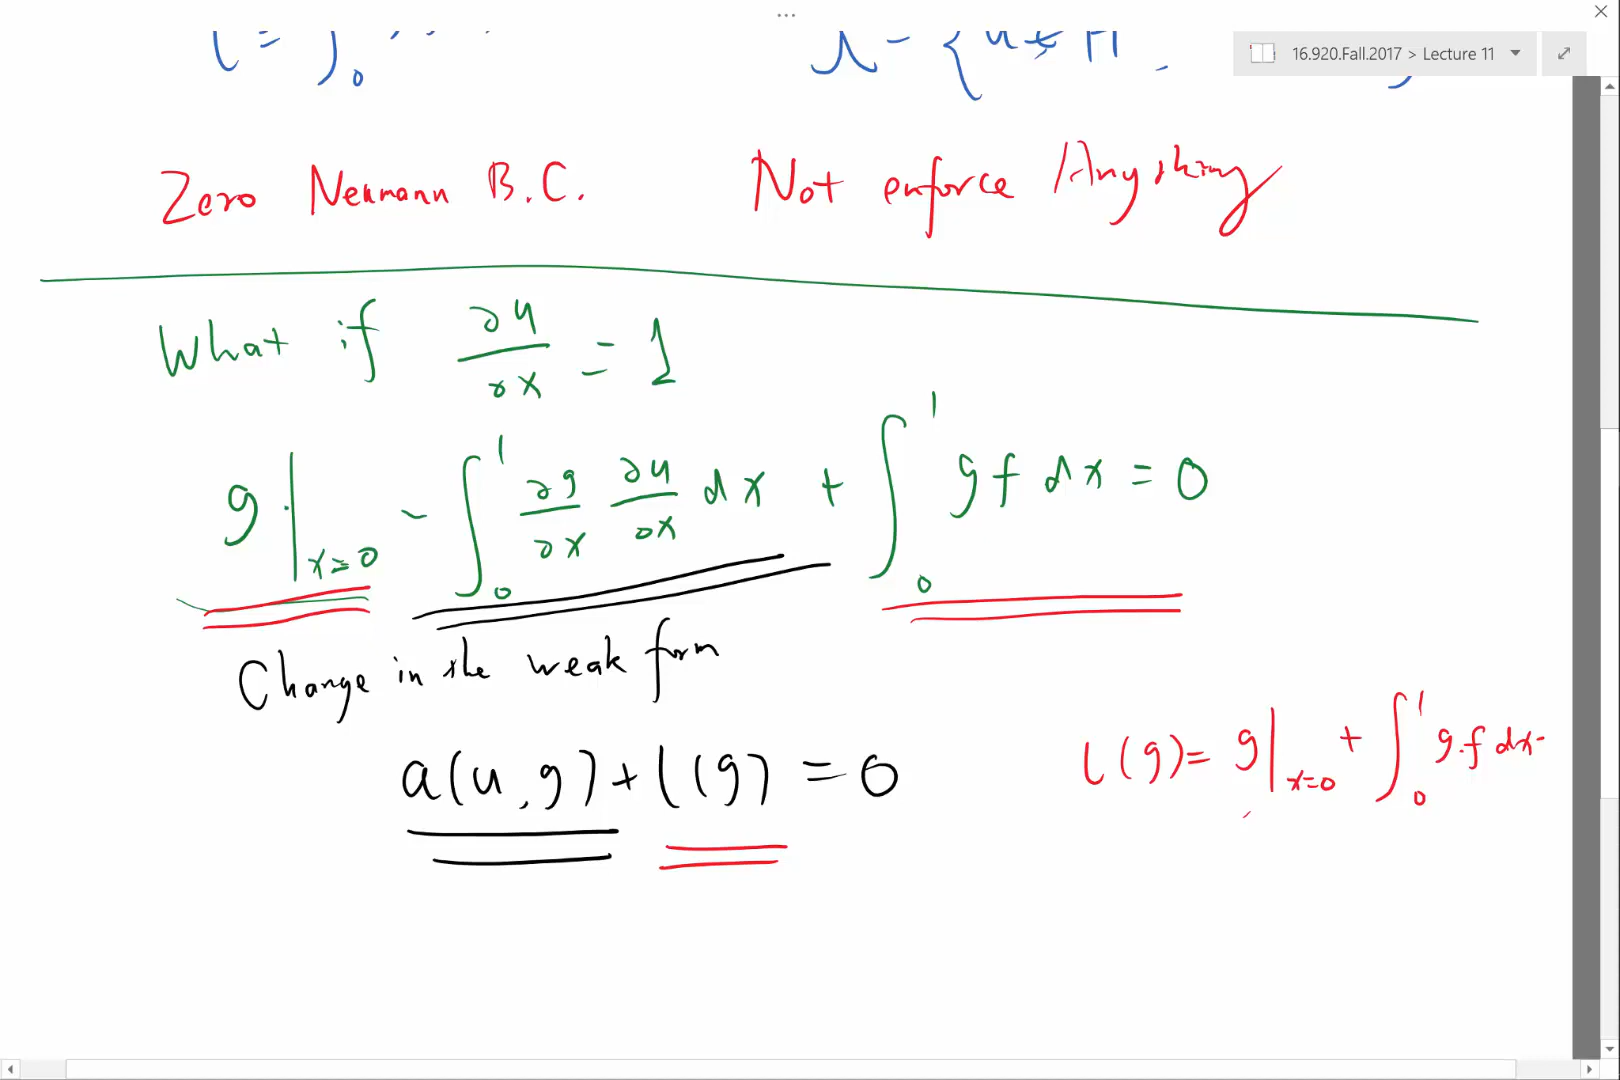 16.920.Fall.2017 > Lecture 11
Zero Neumann B.C. Not enforce Anything
What if ∂u/∂x = 1
g|ₓ₌₀ - ∫₀¹ ∂g/∂x ∂u/∂x dx + ∫₀¹ g f dx = 0
Change in the weak form
a(u,g) + l(g) = 0
l(g) = g|ₓ₌₀ + ∫₀¹ g·f dx